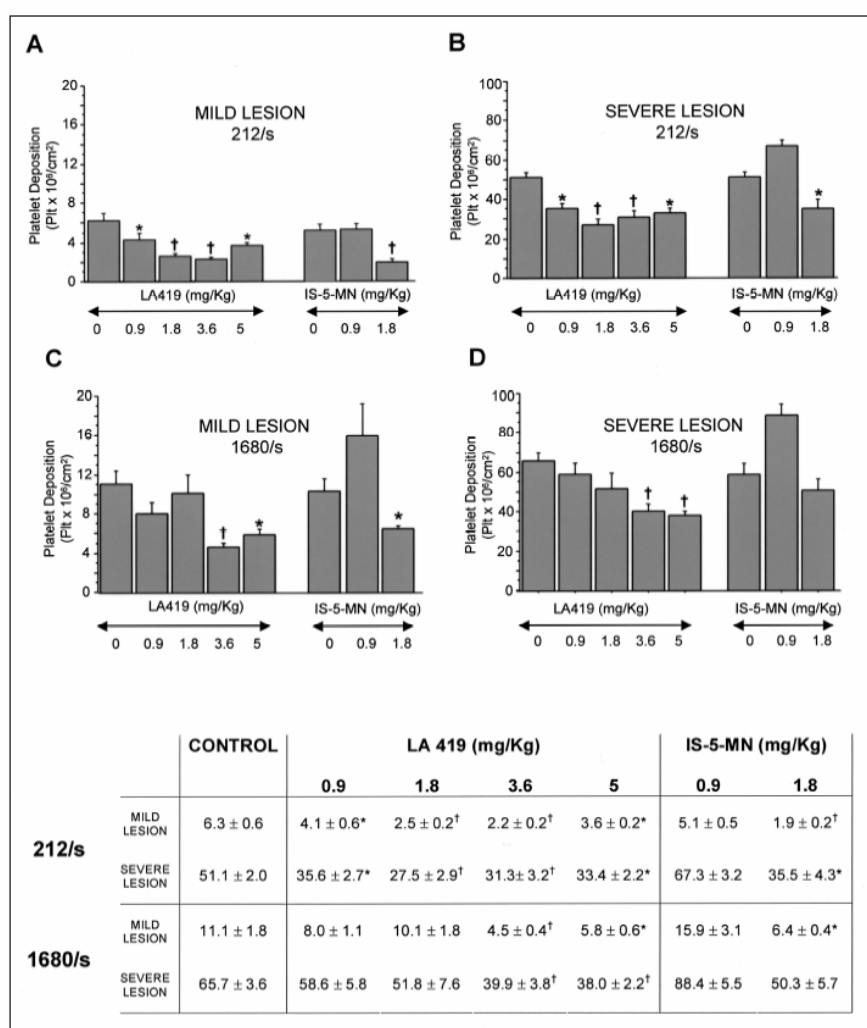 A
20
16
12
8
4
0
Platelet Deposition
(Plt x 10⁶/cm²)
MILD LESION
212/s
*
†
†
*
†
LA419 (mg/Kg)
IS-5-MN (mg/Kg)
0 0.9 1.8 3.6 5 0 0.9 1.8
B
100
80
60
40
20
0
Platelet Deposition
(Plt x 10⁶/cm²)
SEVERE LESION
212/s
*
†
†
*
*
LA419 (mg/Kg)
IS-5-MN (mg/Kg)
0 0.9 1.8 3.6 5 0 0.9 1.8
C
20
16
12
8
4
0
Platelet Deposition
(Plt x 10⁶/cm²)
MILD LESION
1680/s
†
*
*
LA419 (mg/Kg)
IS-5-MN (mg/Kg)
0 0.9 1.8 3.6 5 0 0.9 1.8
D
100
80
60
40
20
0
Platelet Deposition
(Plt x 10⁶/cm²)
SEVERE LESION
1680/s
†
†
LA419 (mg/Kg)
IS-5-MN (mg/Kg)
0 0.9 1.8 3.6 5 0 0.9 1.8
CONTROL LA 419 (mg/Kg) IS-5-MN (mg/Kg)
0.9 1.8 3.6 5 0.9 1.8
212/s
MILD LESION 6.3 ± 0.6 4.1 ± 0.6* 2.5 ± 0.2† 2.2 ± 0.2† 3.6 ± 0.2* 5.1 ± 0.5 1.9 ± 0.2†
SEVERE LESION 51.1 ± 2.0 35.6 ± 2.7* 27.5 ± 2.9† 31.3± 3.2† 33.4 ± 2.2* 67.3 ± 3.2 35.5 ± 4.3*
1680/s
MILD LESION 11.1 ± 1.8 8.0 ± 1.1 10.1 ± 1.8 4.5 ± 0.4† 5.8 ± 0.6* 15.9 ± 3.1 6.4 ± 0.4*
SEVERE LESION 65.7 ± 3.6 58.6 ± 5.8 51.8 ± 7.6 39.9 ± 3.8† 38.0 ± 2.2† 88.4 ± 5.5 50.3 ± 5.7